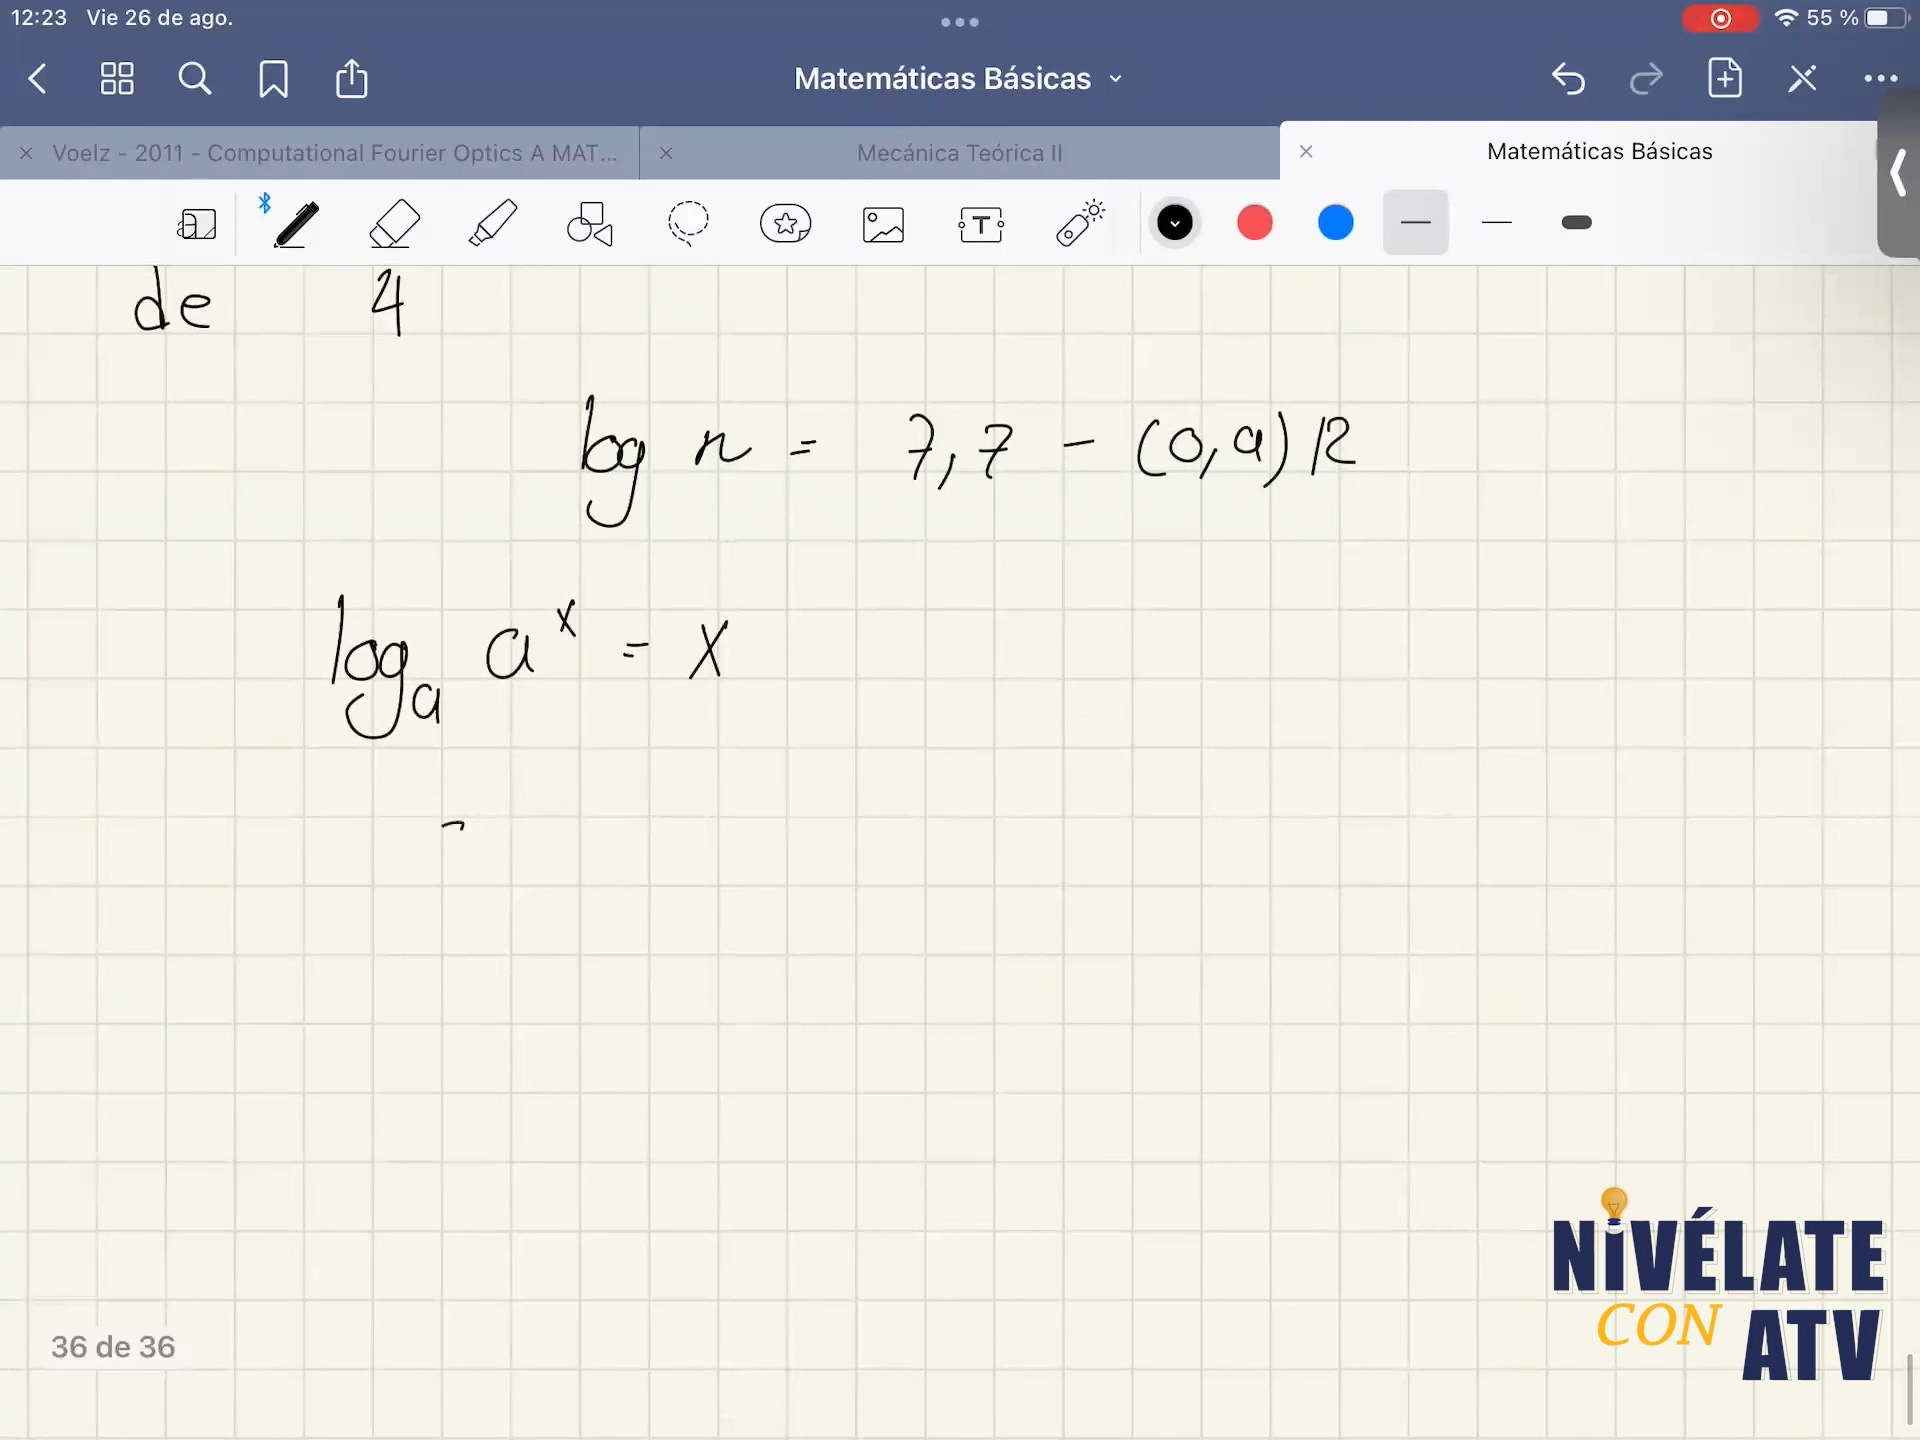 12:23 Vie 26 de ago.
55 %
Matemáticas Básicas
Voelz - 2011 - Computational Fourier Optics A MAT...
Mecánica Teórica II
Matemáticas Básicas
de 4
log n = 7,7 - (0,9)R
log_a a^x = x
NIVÉLATE
CON
ATV
36 de 36